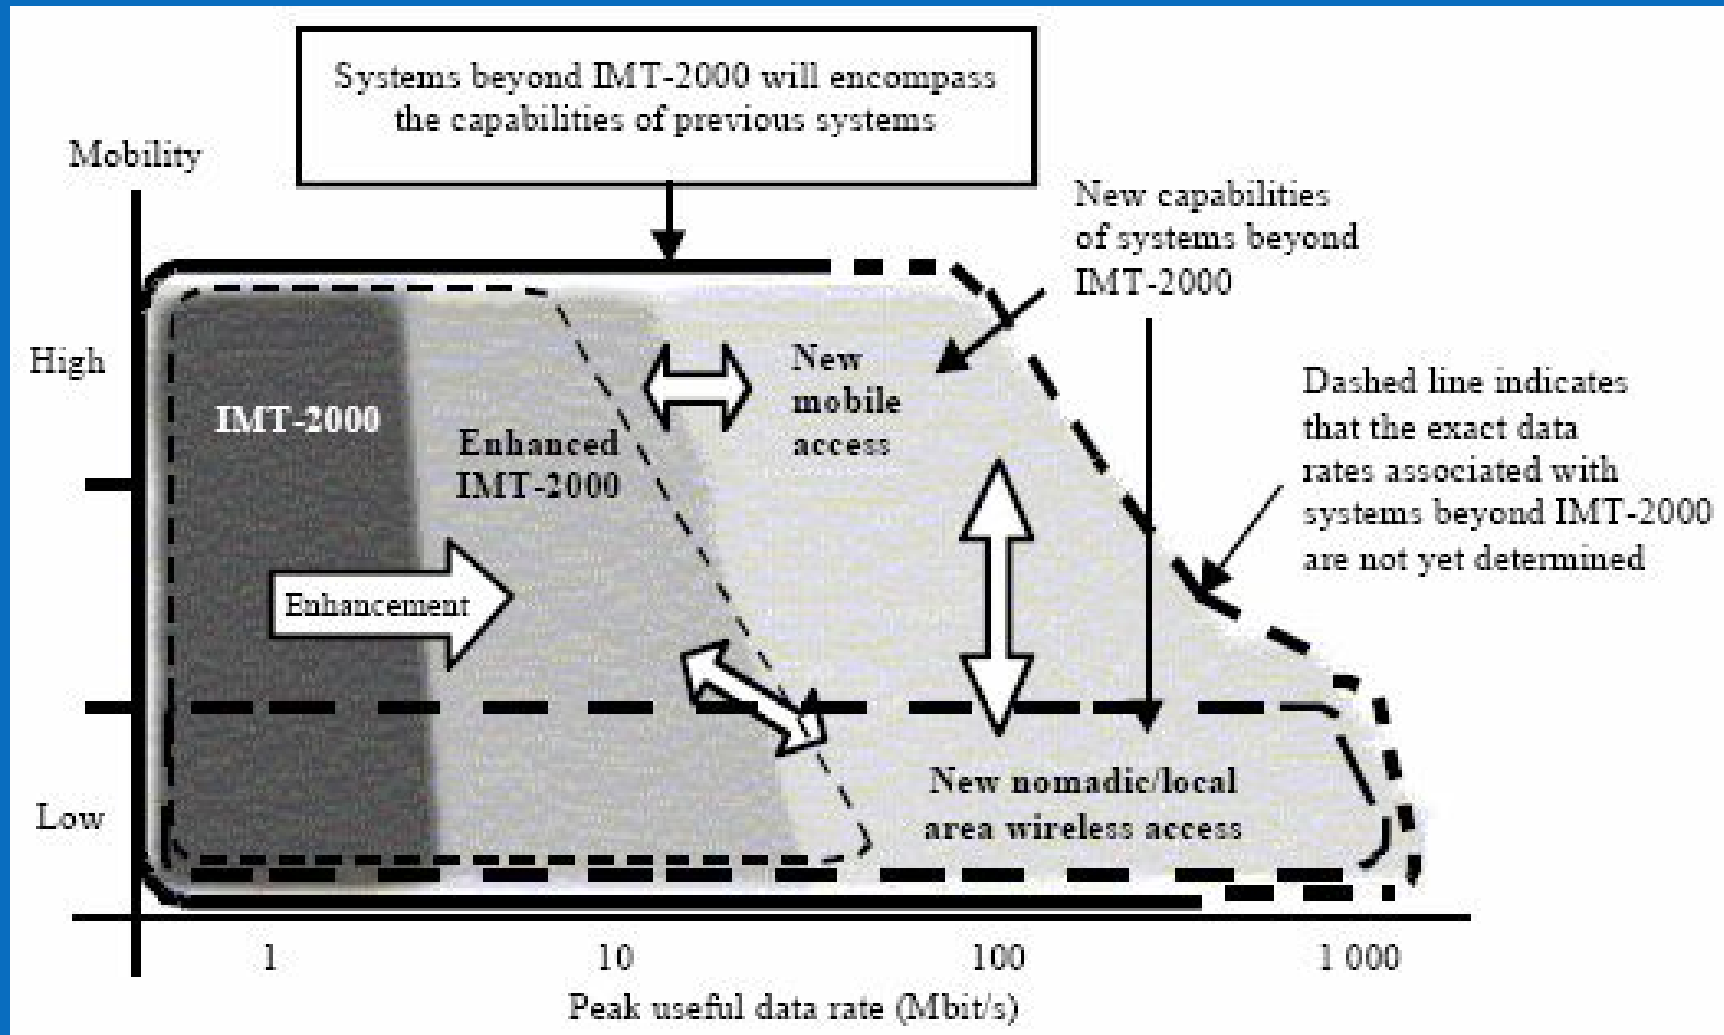 Systems beyond IMT-2000 will encompass
the capabilities of previous systems
Mobility
New capabilities
of systems beyond
IMT-2000
High
New
mobile
access
Dashed line indicates
that the exact data
rates associated with
systems beyond IMT-2000
are not yet determined
IMT-2000
Enhanced
IMT-2000
Enhancement
Low
New nomadic/local
area wireless access
1
10
100
1 000
Peak useful data rate (Mbit/s)